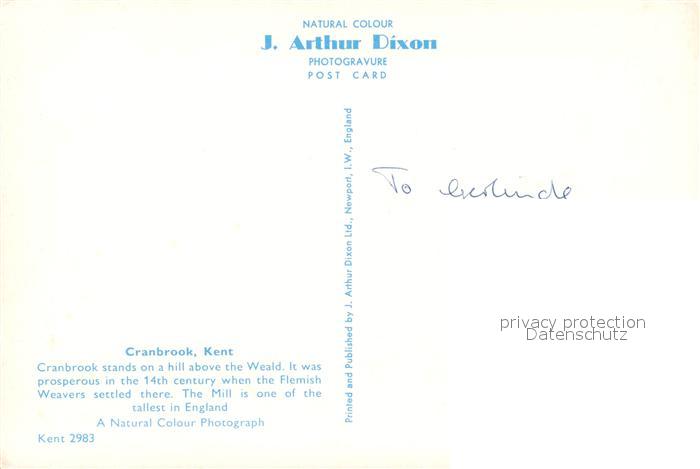 NATURAL COLOUR
J. Arthur Dixon
PHOTOGRAVURE
POST CARD
Printed and Published by J. Arthur Dixon Ltd., Newport, I.W., England
To Gerlinde
privacy protection
Datenschutz
Cranbrook, Kent
Cranbrook stands on a hill above the Weald. It was
prosperous in the 14th century when the Flemish
Weavers settled there. The Mill is one of the
tallest in England
A Natural Colour Photograph
Kent 2983